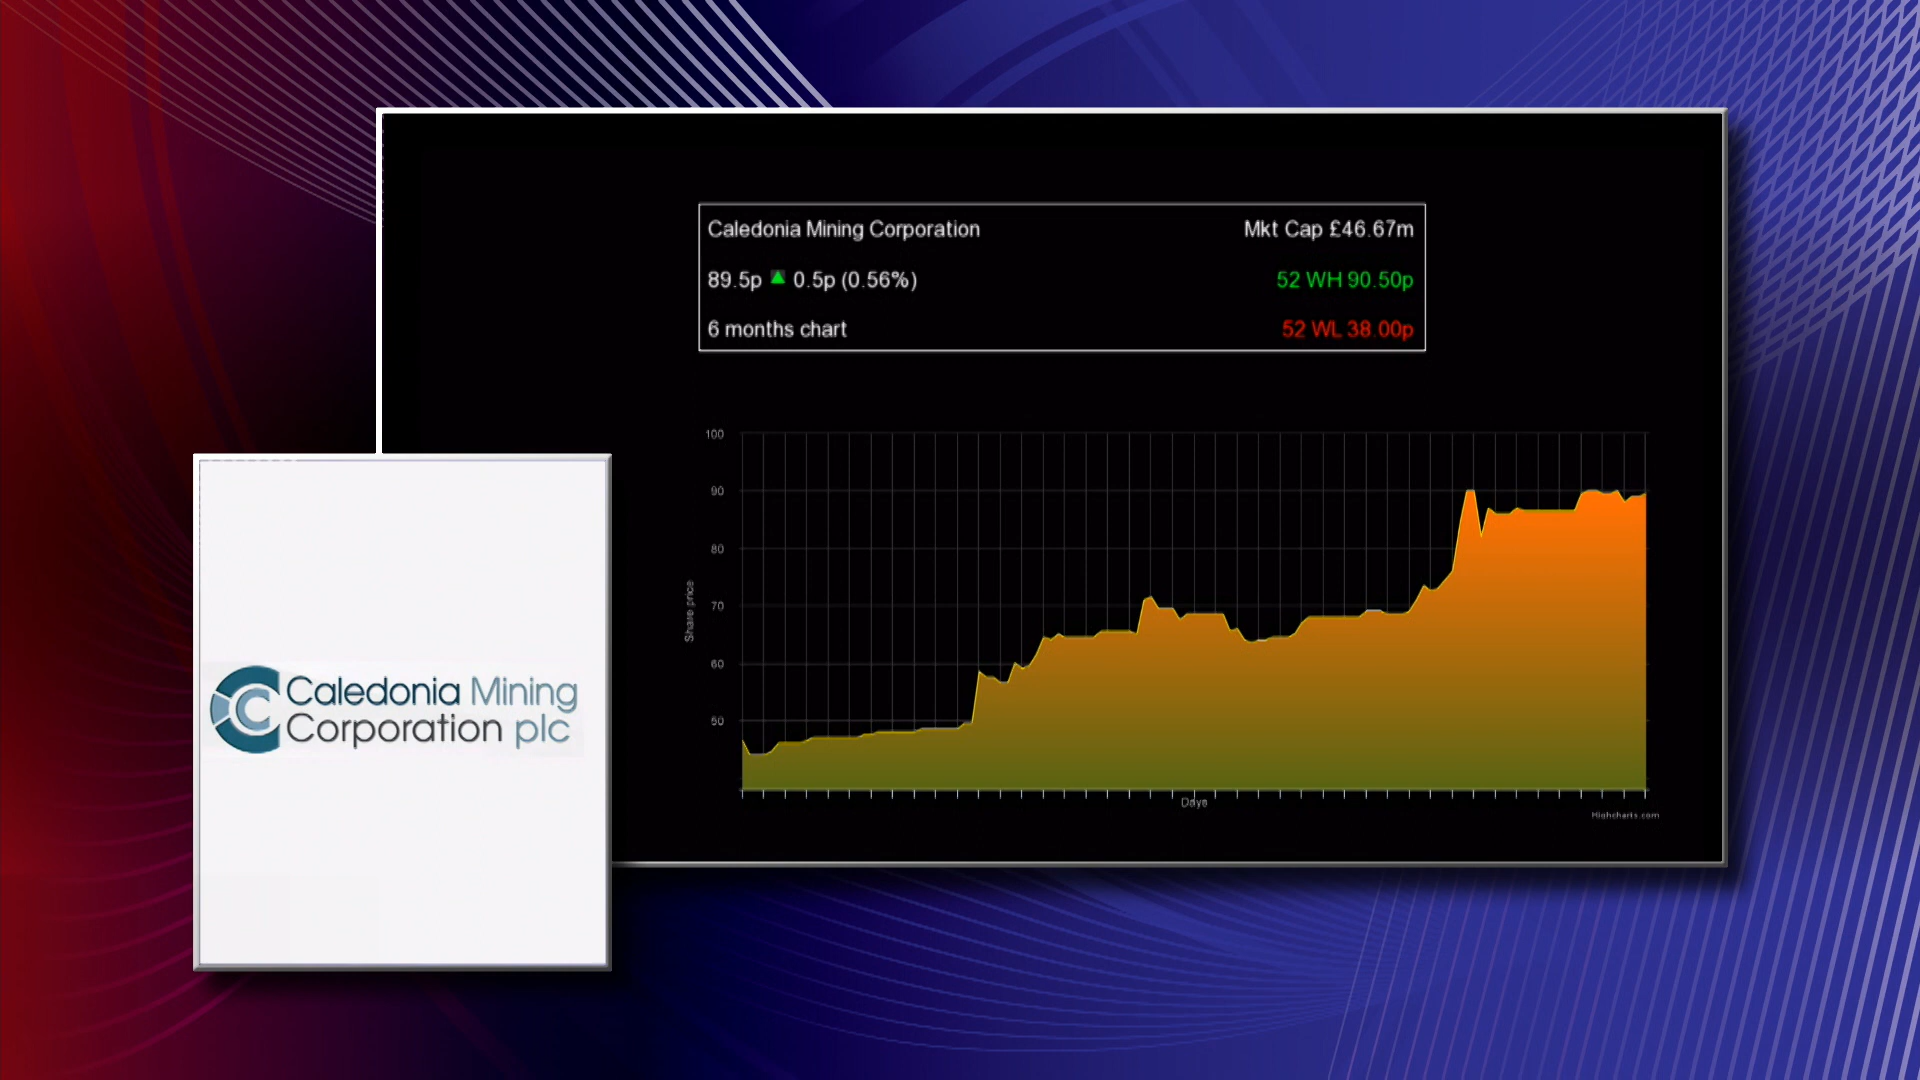 Caledonia Mining Corporation Mkt Cap £46.67m
89.5p ▲ 0.5p (0.56%) 52 WH 90.50p
6 months chart 52 WL 38.00p
100
90
80
70
60
50
Share price
Days
Highcharts.com
Caledonia Mining
Corporation plc